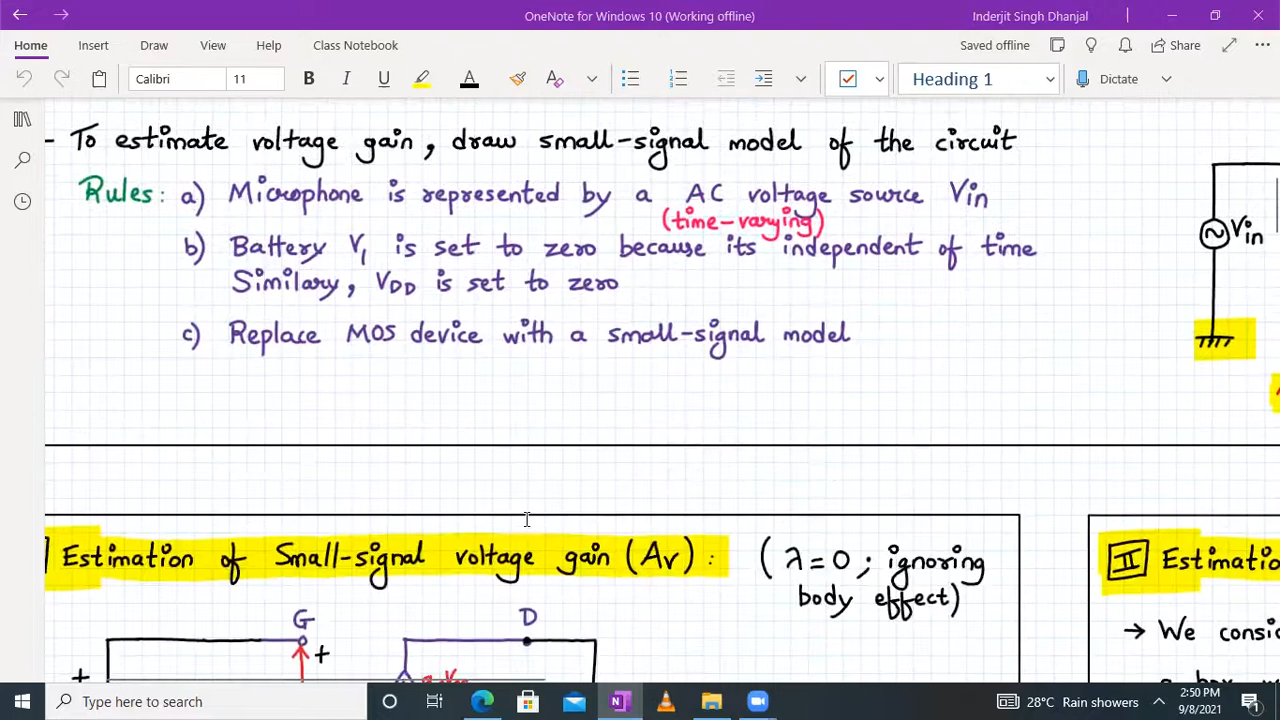 OneNote for Windows 10 (Working offline)
Inderjit Singh Dhanjal
Home Insert Draw View Help Class Notebook
Saved offline
Share
Calibri 11 B I U A Heading 1 Dictate
- To estimate voltage gain, draw small-signal model of the circuit
Rules: a) Microphone is represented by a AC voltage source Vin
(time-varying)
b) Battery V1 is set to zero because its independent of time
Similary, VDD is set to zero
c) Replace MOS device with a small-signal model
Vin
Estimation of Small-signal voltage gain (Av) :
(λ=0 ; ignoring
body effect)
G
D
+
+
II Estimatio
→ We consi
Type here to search
28°C Rain showers
2:50 PM
9/8/2021